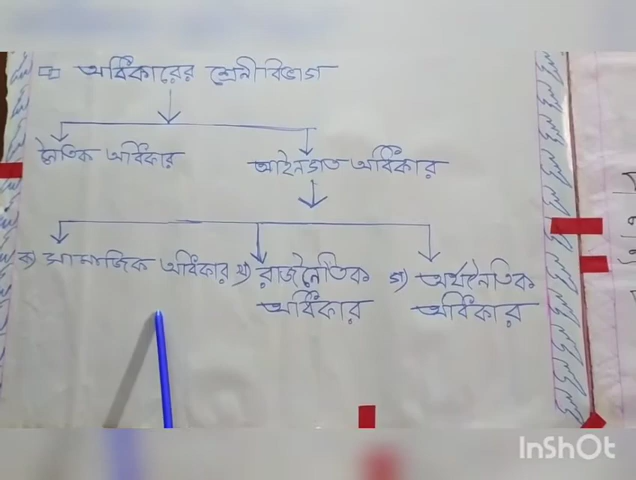 অধিকারের শ্রেনীবিভাগ
নৈতিক অধিকার
আইনগত অধিকার
ক) সামাজিক অধিকার
খ) রাজনৈতিক
অধিকার
গ) অর্থনৈতিক
অধিকার
InShOt